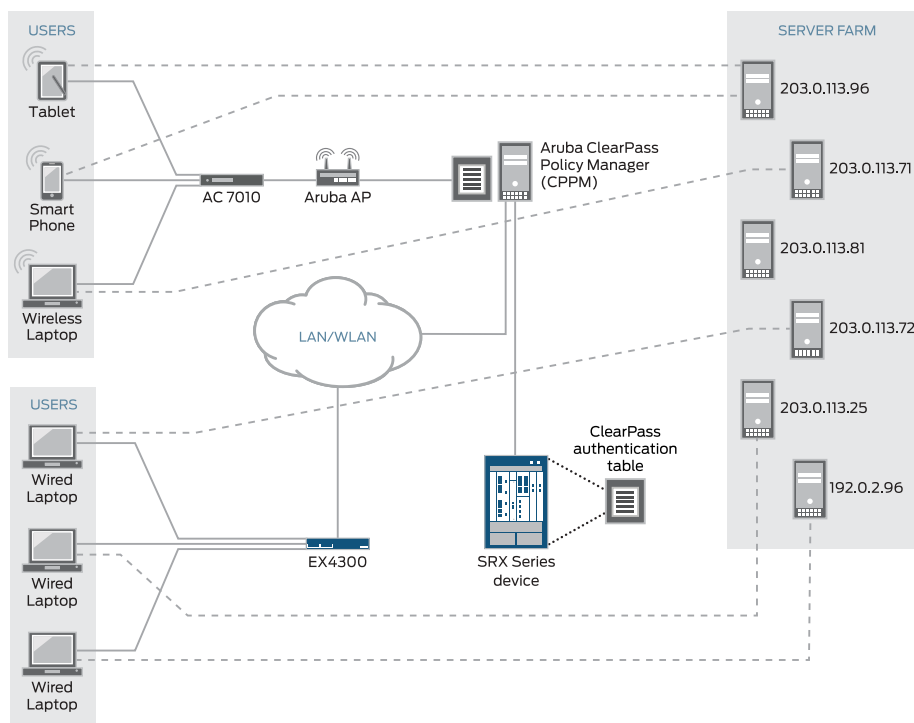 USERS
Tablet
Smart
Phone
Wireless
Laptop
AC 7010
Aruba AP
Aruba ClearPass
Policy Manager
(CPPM)
LAN/WLAN
USERS
Wired
Laptop
Wired
Laptop
Wired
Laptop
EX4300
SRX Series
device
ClearPass
authentication
table
SERVER FARM
203.0.113.96
203.0.113.71
203.0.113.81
203.0.113.72
203.0.113.25
192.0.2.96